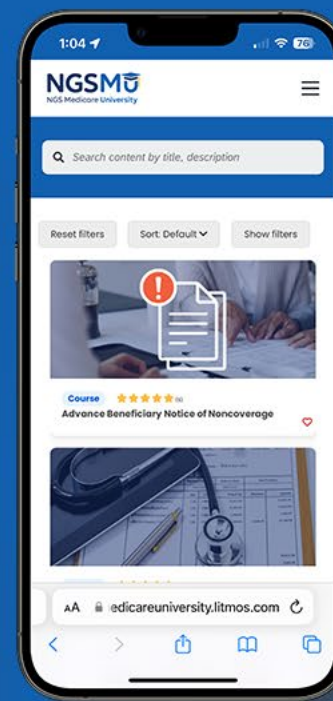 1:04
76
NGSMU
NGS Medicare University
Search content by title, description
Reset filters
Sort: Default
Show filters
!
Course
Advance Beneficiary Notice of Noncoverage
AA edicareuniversity.litmos.com